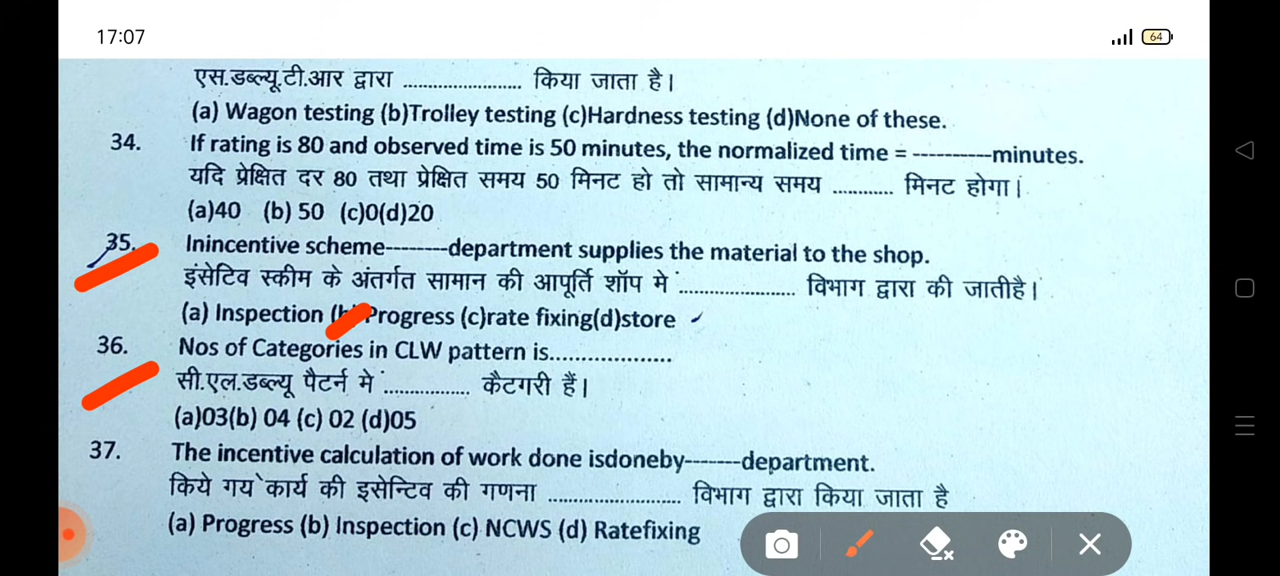 17:07
64
एस.डब्ल्यू.टी.आर द्वारा ........................ किया जाता है।
(a) Wagon testing (b)Trolley testing (c)Hardness testing (d)None of these.
34. If rating is 80 and observed time is 50 minutes, the normalized time = ----------minutes.
यदि प्रेक्षित दर 80 तथा प्रेक्षित समय 50 मिनट हो तो सामान्य समय ............ मिनट होगा।
(a)40 (b) 50 (c)0(d)20
35. Inincentive scheme--------department supplies the material to the shop.
इंसेटिव स्कीम के अंतर्गत सामान की आपूर्ति शॉप मे ....................... विभाग द्वारा की जातीहै।
(a) Inspection (b) Progress (c)rate fixing(d)store
36. Nos of Categories in CLW pattern is...................
सी.एल.डब्ल्यू पैटर्न मे ................. कैटगरी हैं।
(a)03(b) 04 (c) 02 (d)05
37. The incentive calculation of work done isdoneby-------department.
किये गय कार्य की इसेन्टिव की गणना .......................... विभाग द्वारा किया जाता है
(a) Progress (b) Inspection (c) NCWS (d) Ratefixing